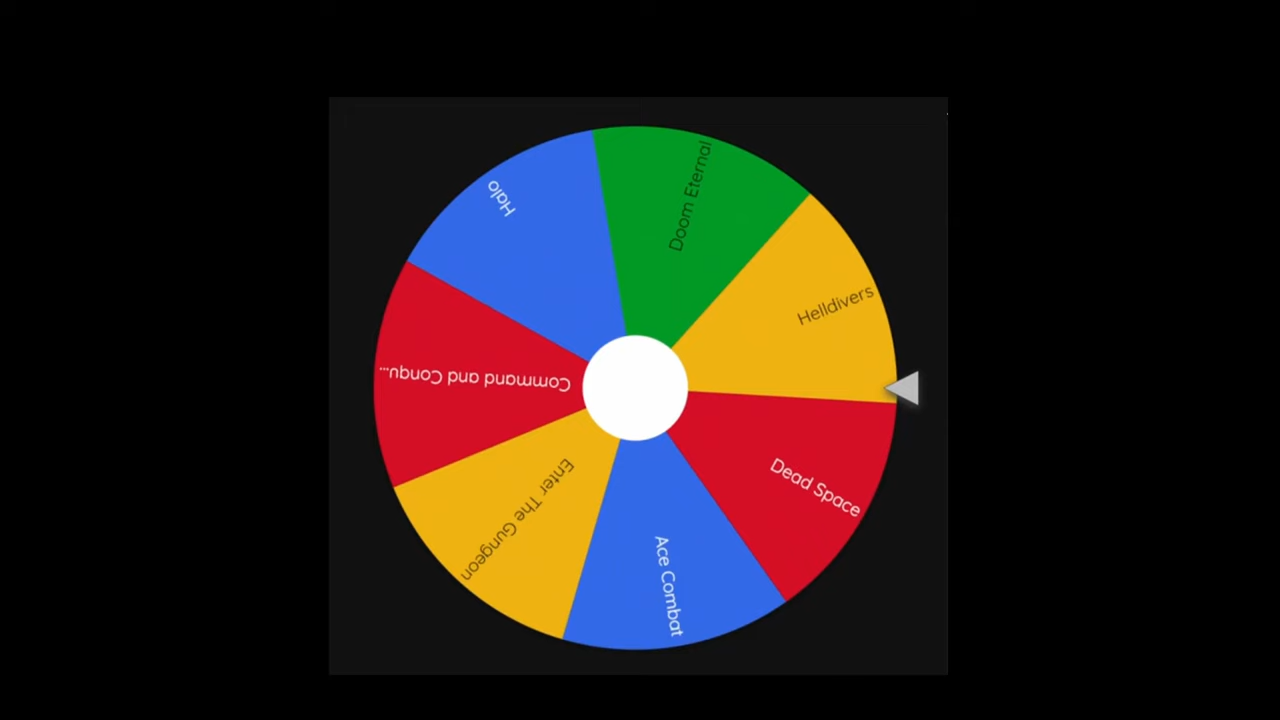 Doom Eternal
Helldivers
Dead Space
Ace Combat
Enter The Gungeon
Command and Conqu...
Halo